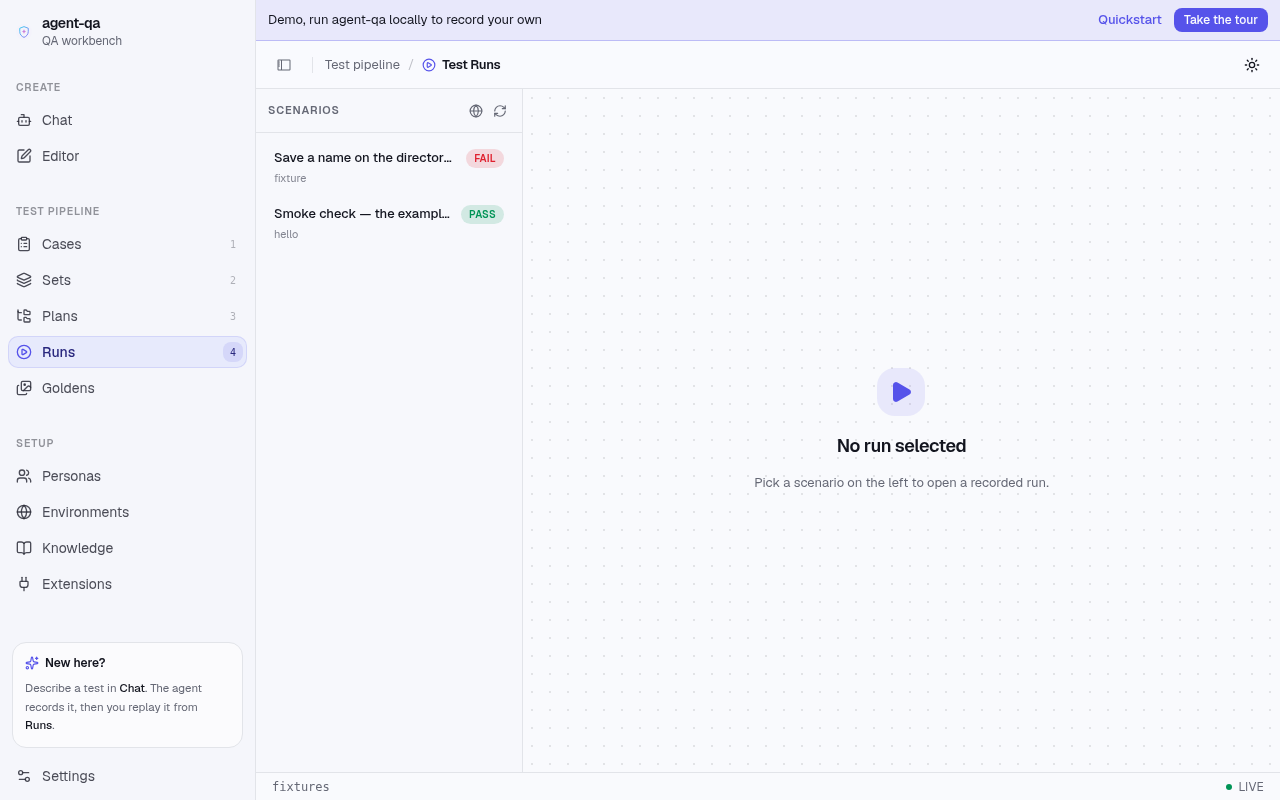 agent-qa
QA workbench
CREATE
Chat
Editor
TEST PIPELINE
Cases 1
Sets 2
Plans 3
Runs 4
Goldens
SETUP
Personas
Environments
Knowledge
Extensions
New here?
Describe a test in Chat. The agent
records it, then you replay it from
Runs.
Settings
Demo, run agent-qa locally to record your own
Quickstart
Take the tour
Test pipeline / Test Runs
SCENARIOS
Save a name on the director… FAIL
fixture
Smoke check — the exampl… PASS
hello
No run selected
Pick a scenario on the left to open a recorded run.
fixtures
LIVE